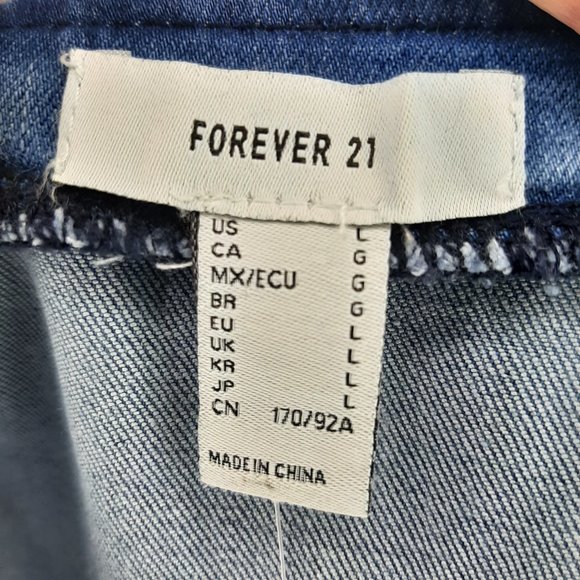 FOREVER 21
US L
CA G
MX/ECU G
BR G
EU L
UK L
KR L
JP L
CN 170/92A
MADE IN CHINA